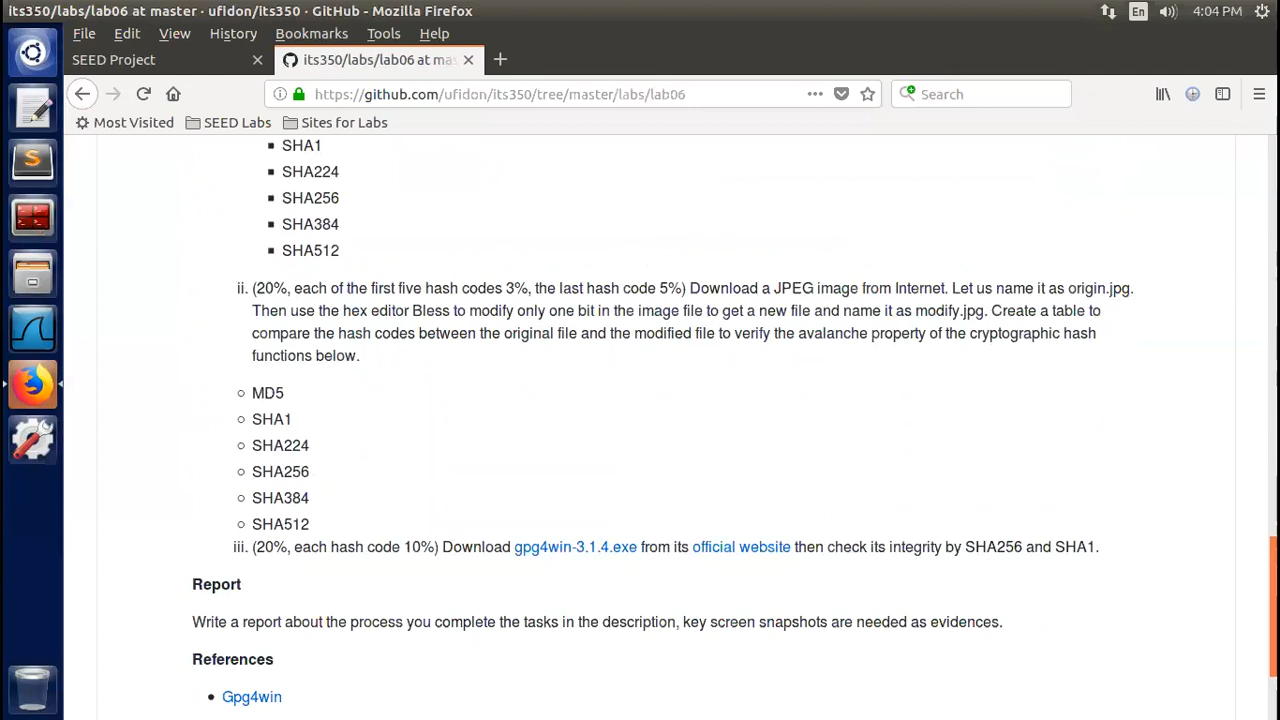 its350/labs/lab06 at master · ufidon/its350 · GitHub - Mozilla Firefox
En
4:04 PM
File Edit View History Bookmarks Tools Help
SEED Project
its350/labs/lab06 at mas
https://github.com/ufidon/its350/tree/master/labs/lab06
Search
Most Visited SEED Labs Sites for Labs
SHA1
SHA224
SHA256
SHA384
SHA512
ii. (20%, each of the first five hash codes 3%, the last hash code 5%) Download a JPEG image from Internet. Let us name it as origin.jpg.
Then use the hex editor Bless to modify only one bit in the image file to get a new file and name it as modify.jpg. Create a table to
compare the hash codes between the original file and the modified file to verify the avalanche property of the cryptographic hash
functions below.
MD5
SHA1
SHA224
SHA256
SHA384
SHA512
iii. (20%, each hash code 10%) Download gpg4win-3.1.4.exe from its official website then check its integrity by SHA256 and SHA1.
Report
Write a report about the process you complete the tasks in the description, key screen snapshots are needed as evidences.
References
Gpg4win